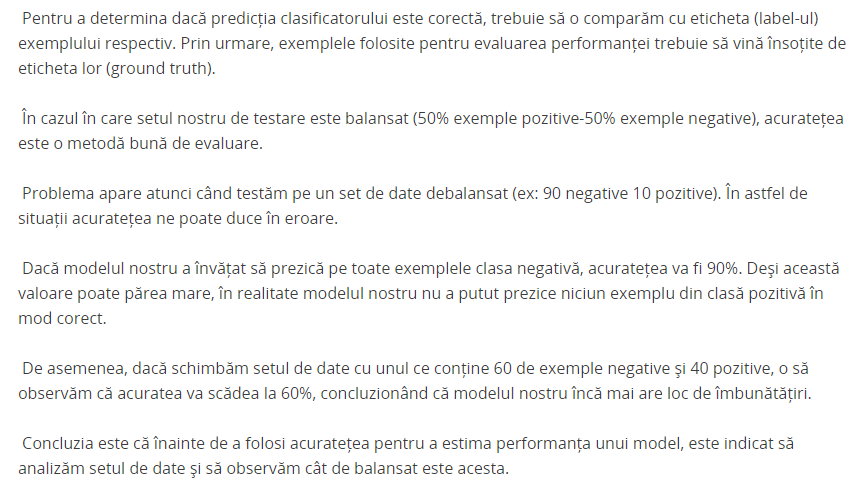 Pentru a determina dacă predicția clasificatorului este corectă, trebuie să o comparăm cu eticheta (label-ul)
exemplului respectiv. Prin urmare, exemplele folosite pentru evaluarea performanței trebuie să vină însoțite de
eticheta lor (ground truth).
În cazul în care setul nostru de testare este balansat (50% exemple pozitive-50% exemple negative), acuratețea
este o metodă bună de evaluare.
Problema apare atunci când testăm pe un set de date debalansat (ex: 90 negative 10 pozitive). În astfel de
situații acuratețea ne poate duce în eroare.
Dacă modelul nostru a învățat să prezică pe toate exemplele clasa negativă, acuratețea va fi 90%. Deşi această
valoare poate părea mare, în realitate modelul nostru nu a putut prezice niciun exemplu din clasă pozitivă în
mod corect.
De asemenea, dacă schimbăm setul de date cu unul ce conține 60 de exemple negative şi 40 pozitive, o să
observăm că acuratea va scădea la 60%, concluzionând că modelul nostru încă mai are loc de îmbunătățiri.
Concluzia este că înainte de a folosi acuratețea pentru a estima performanța unui model, este indicat să
analizăm setul de date şi să observăm cât de balansat este acesta.